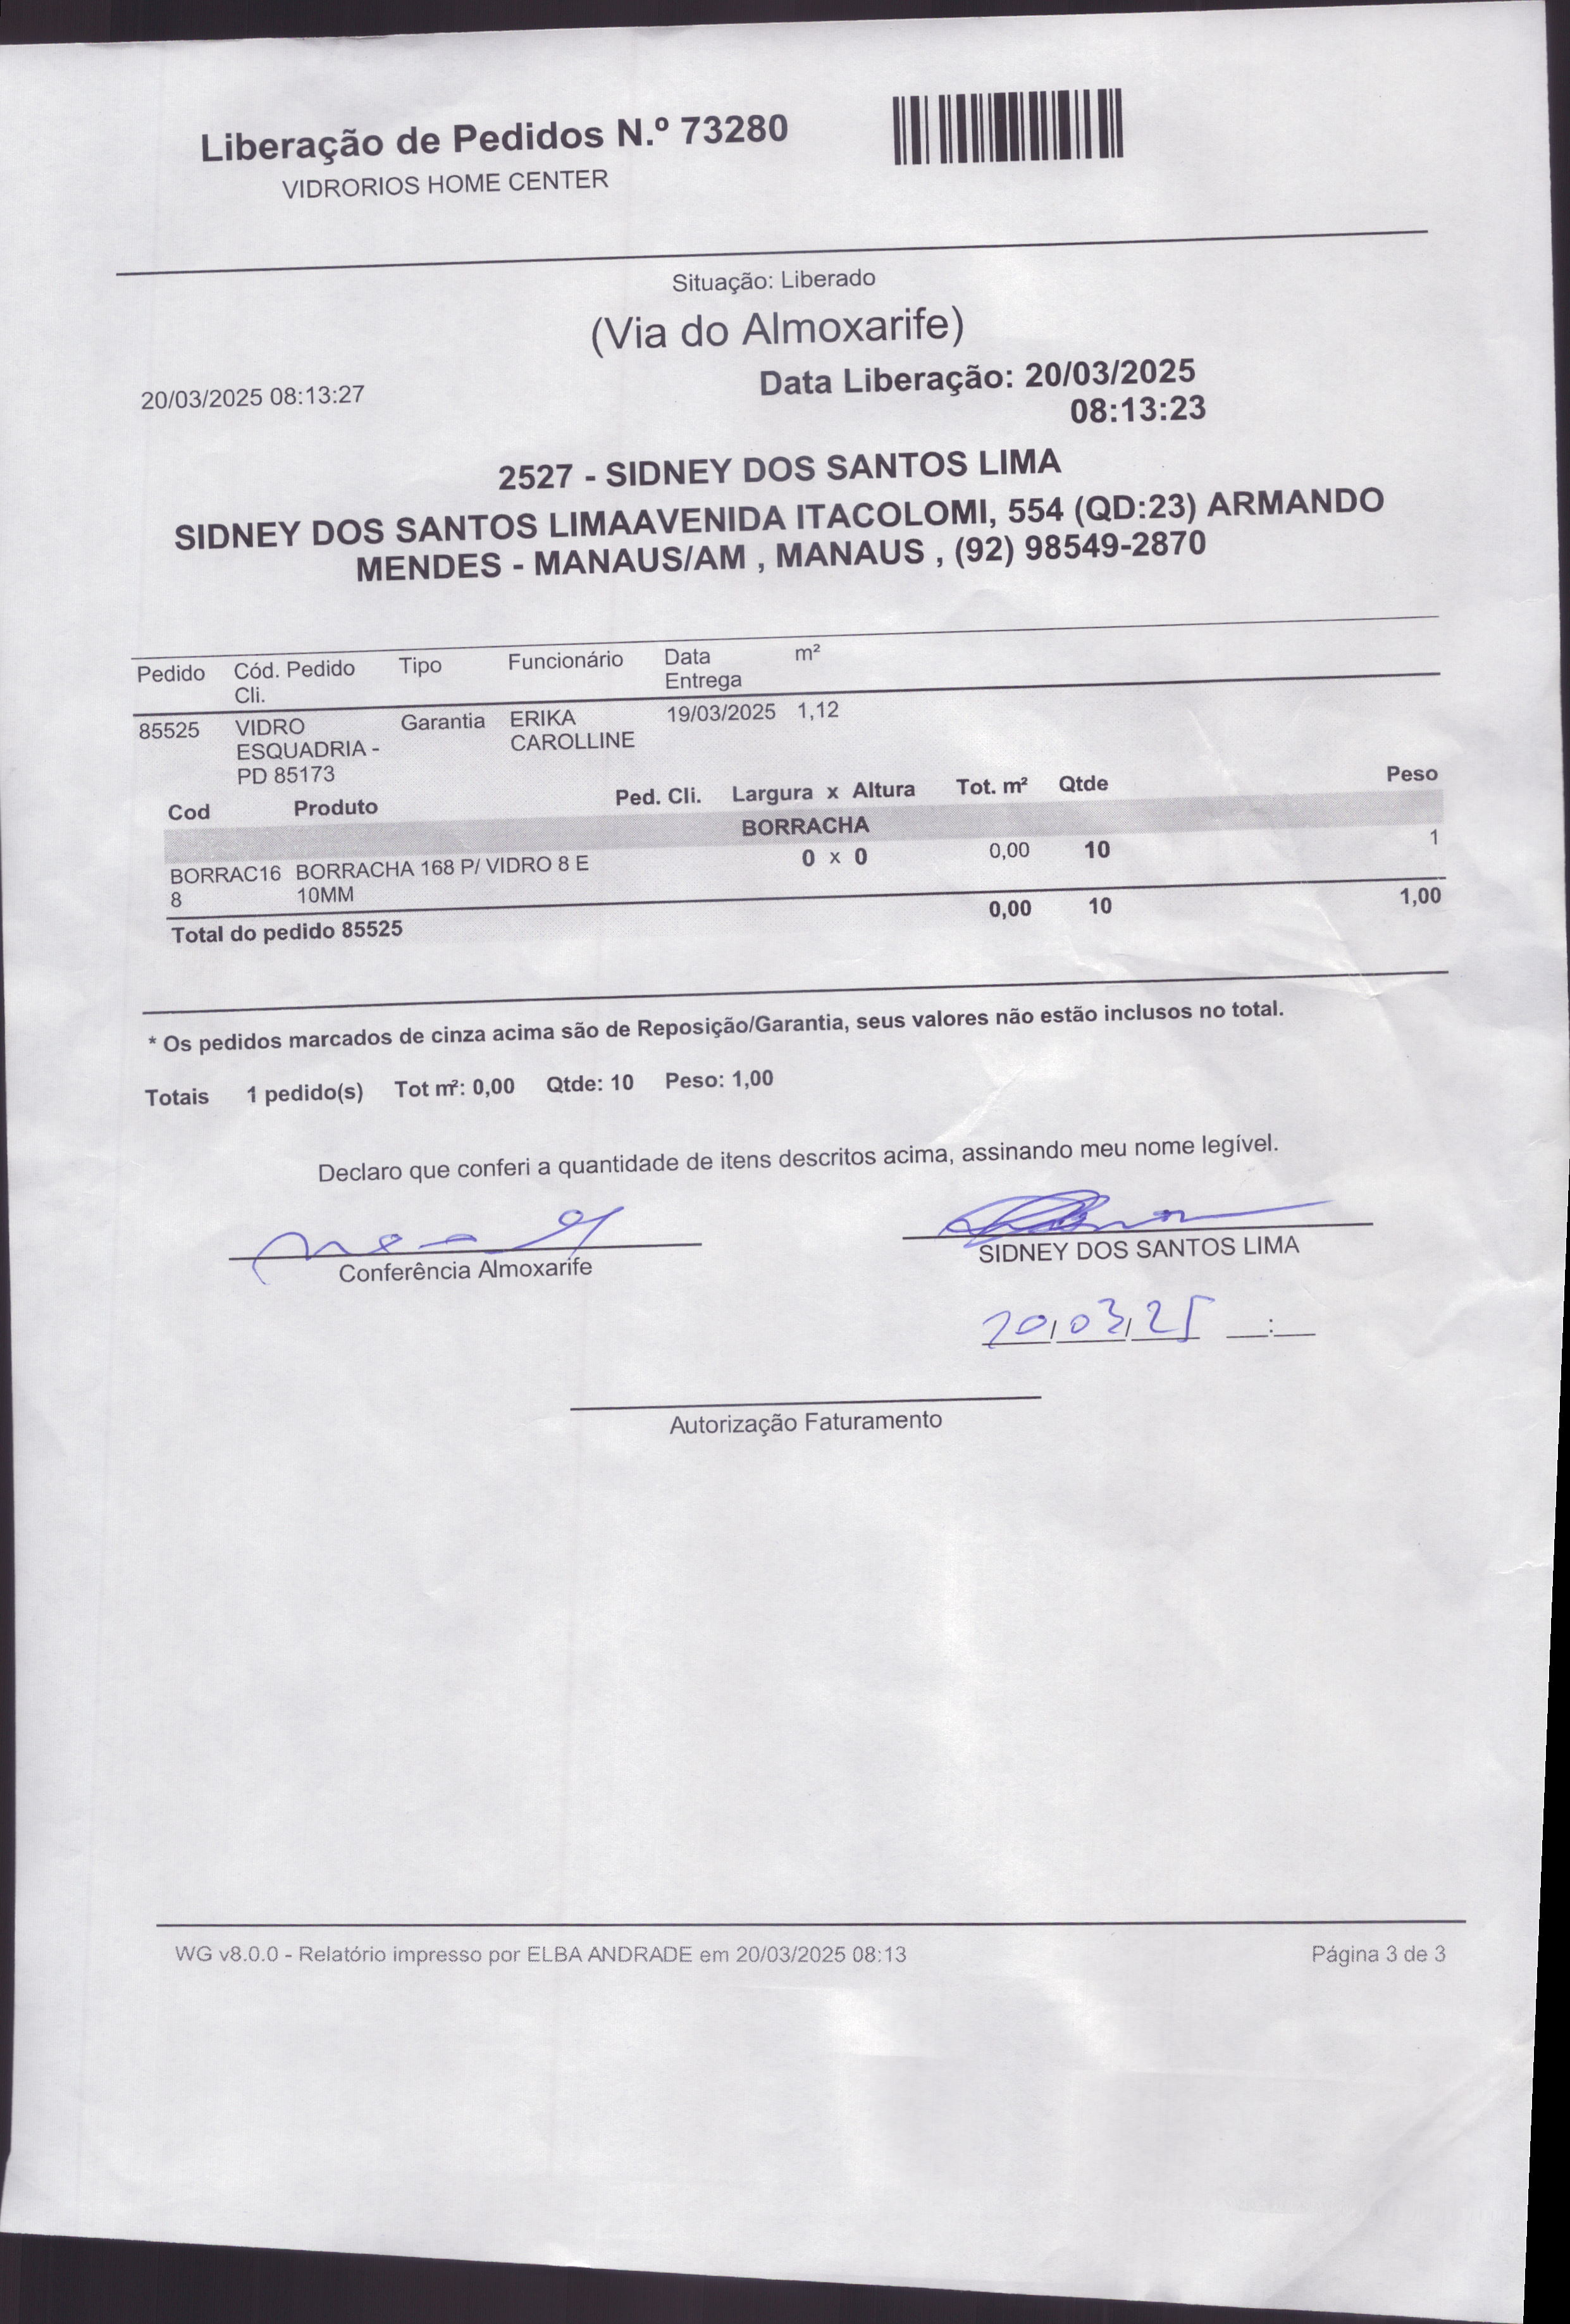 Liberação de Pedidos N.º 73280
VIDRORIOS HOME CENTER
Situação: Liberado
(Via do Almoxarife)
20/03/2025 08:13:27
Data Liberação: 20/03/2025
08:13:23
2527 - SIDNEY DOS SANTOS LIMA
SIDNEY DOS SANTOS LIMAAVENIDA ITACOLOMI, 554 (QD:23) ARMANDO
MENDES - MANAUS/AM , MANAUS , (92) 98549-2870
Pedido Cód. Pedido Tipo Funcionário Data m²
Cli. Entrega
85525 VIDRO Garantia ERIKA 19/03/2025 1,12
ESQUADRIA - CAROLLINE
PD 85173
Cod Produto Ped. Cli. Largura x Altura Tot. m² Qtde Peso
BORRACHA
BORRAC16 BORRACHA 168 P/ VIDRO 8 E 0 x 0 0,00 10 1
8 10MM
Total do pedido 85525 0,00 10 1,00
* Os pedidos marcados de cinza acima são de Reposição/Garantia, seus valores não estão inclusos no total.
Totais 1 pedido(s) Tot m²: 0,00 Qtde: 10 Peso: 1,00
Declaro que conferi a quantidade de itens descritos acima, assinando meu nome legível.
Conferência Almoxarife SIDNEY DOS SANTOS LIMA
20/03/25 __:__
Autorização Faturamento
WG v8.0.0 - Relatório impresso por ELBA ANDRADE em 20/03/2025 08:13 Página 3 de 3